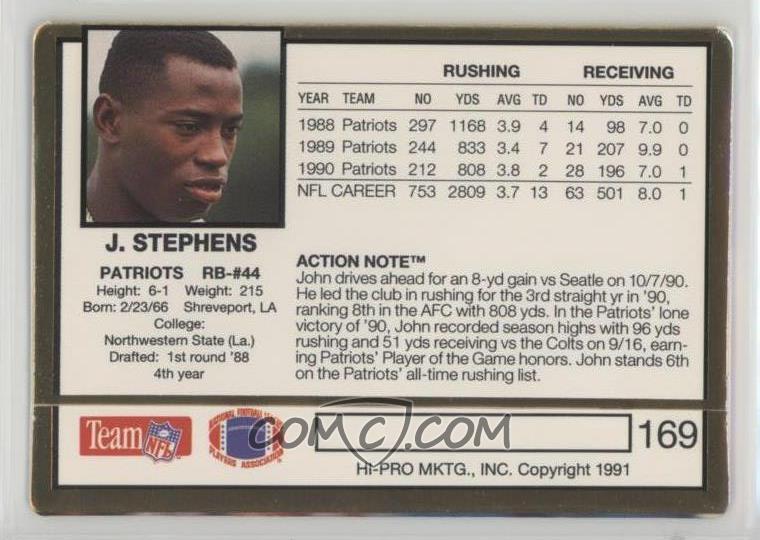 RUSHING RECEIVING
YEAR TEAM NO YDS AVG TD NO YDS AVG TD
1988 Patriots 297 1168 3.9 4 14 98 7.0 0
1989 Patriots 244 833 3.4 7 21 207 9.9 0
1990 Patriots 212 808 3.8 2 28 196 7.0 1
NFL CAREER 753 2809 3.7 13 63 501 8.0 1
J. STEPHENS
PATRIOTS RB-#44
Height: 6-1 Weight: 215
Born: 2/23/66 Shreveport, LA
College:
Northwestern State (La.)
Drafted: 1st round '88
4th year
ACTION NOTE™
John drives ahead for an 8-yd gain vs Seatle on 10/7/90.
He led the club in rushing for the 3rd straight yr in '90,
ranking 8th in the AFC with 808 yds. In the Patriots' lone
victory of '90, John recorded season highs with 96 yds
rushing and 51 yds receiving vs the Colts on 9/16, earn-
ing Patriots' Player of the Game honors. John stands 6th
on the Patriots' all-time rushing list.
Team NFL
NATIONAL FOOTBALL LEAGUE
PLAYERS ASSOCIATION
COMC.COM
169
HI-PRO MKTG., INC. Copyright 1991